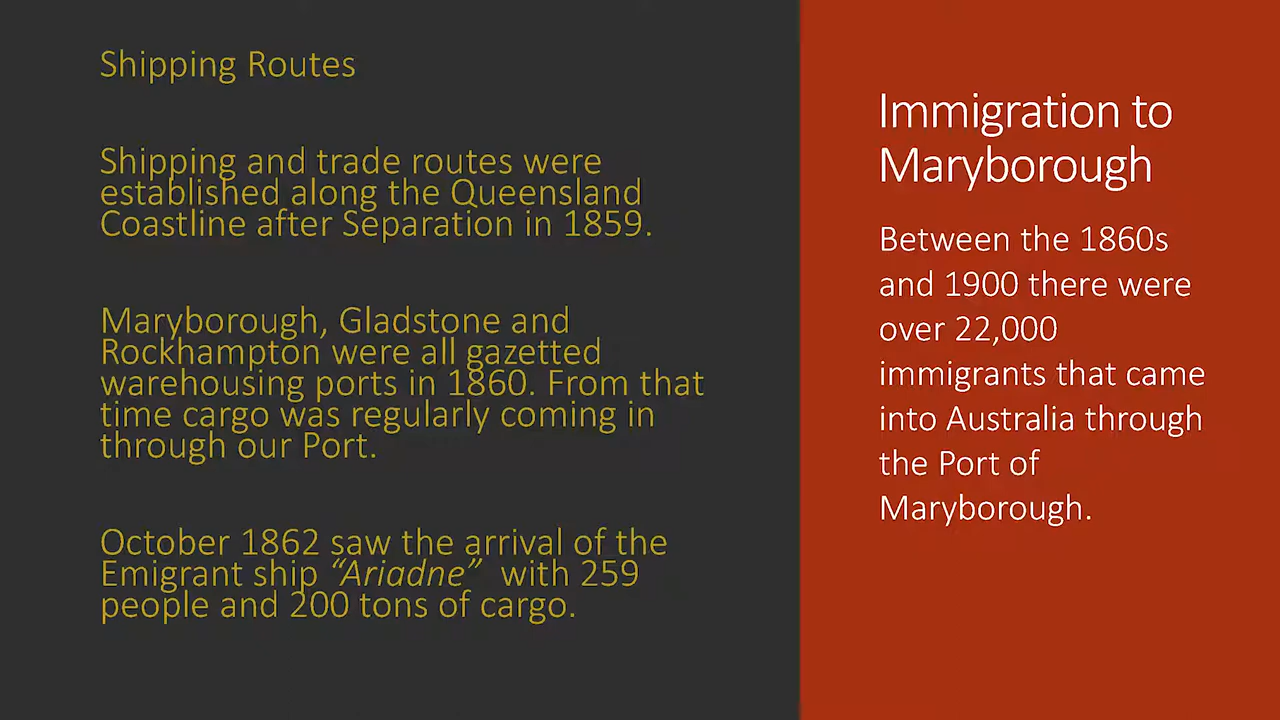 Shipping Routes
Shipping and trade routes were
established along the Queensland
Coastline after Separation in 1859.
Maryborough, Gladstone and
Rockhampton were all gazetted
warehousing ports in 1860. From that
time cargo was regularly coming in
through our Port.
October 1862 saw the arrival of the
Emigrant ship “Ariadne” with 259
people and 200 tons of cargo.
Immigration to
Maryborough
Between the 1860s
and 1900 there were
over 22,000
immigrants that came
into Australia through
the Port of
Maryborough.